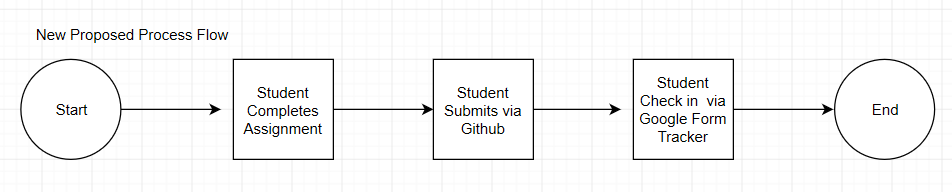 New Proposed Process Flow
Start
Student
Completes
Assignment
Student
Submits via
Github
Student
Check in via
Google Form
Tracker
End